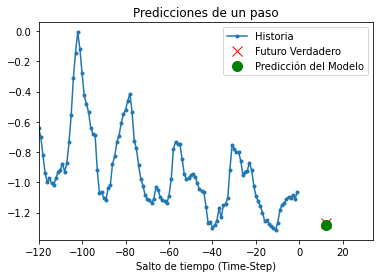 Predicciones de un paso
Historia
Futuro Verdadero
Predicción del Modelo
0.0
−0.2
−0.4
−0.6
−0.8
−1.0
−1.2
−120 −100 −80 −60 −40 −20 0 20
Salto de tiempo (Time-Step)